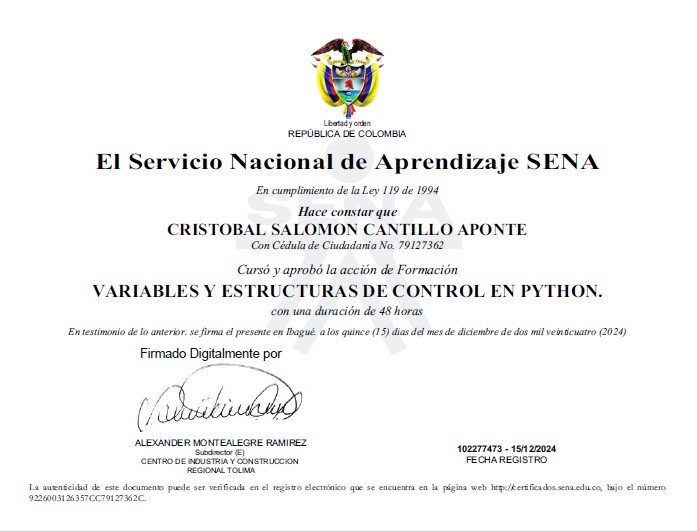 Libertad y orden
REPÚBLICA DE COLOMBIA
El Servicio Nacional de Aprendizaje SENA
En cumplimiento de la Ley 119 de 1994
SENA
Hace constar que
CRISTOBAL SALOMON CANTILLO APONTE
Con Cédula de Ciudadanía No. 79127362
Cursó y aprobó la acción de Formación
VARIABLES Y ESTRUCTURAS DE CONTROL EN PYTHON.
con una duración de 48 horas
En testimonio de lo anterior. se firma el presente en Ibagué. a los quince (15) días del mes de diciembre de dos mil veinticuatro (2024)
Firmado Digitalmente por
ALEXANDER MONTEALEGRE RAMIREZ
Subdirector (E)
CENTRO DE INDUSTRIA Y CONSTRUCCION
REGIONAL TOLIMA
102277473 - 15/12/2024
FECHA REGISTRO
La autenticidad de este documento puede ser verificada en el registro electrónico que se encuentra en la página web http://certificados.sena.edu.co, bajo el número
9226003126357CC79127362C.